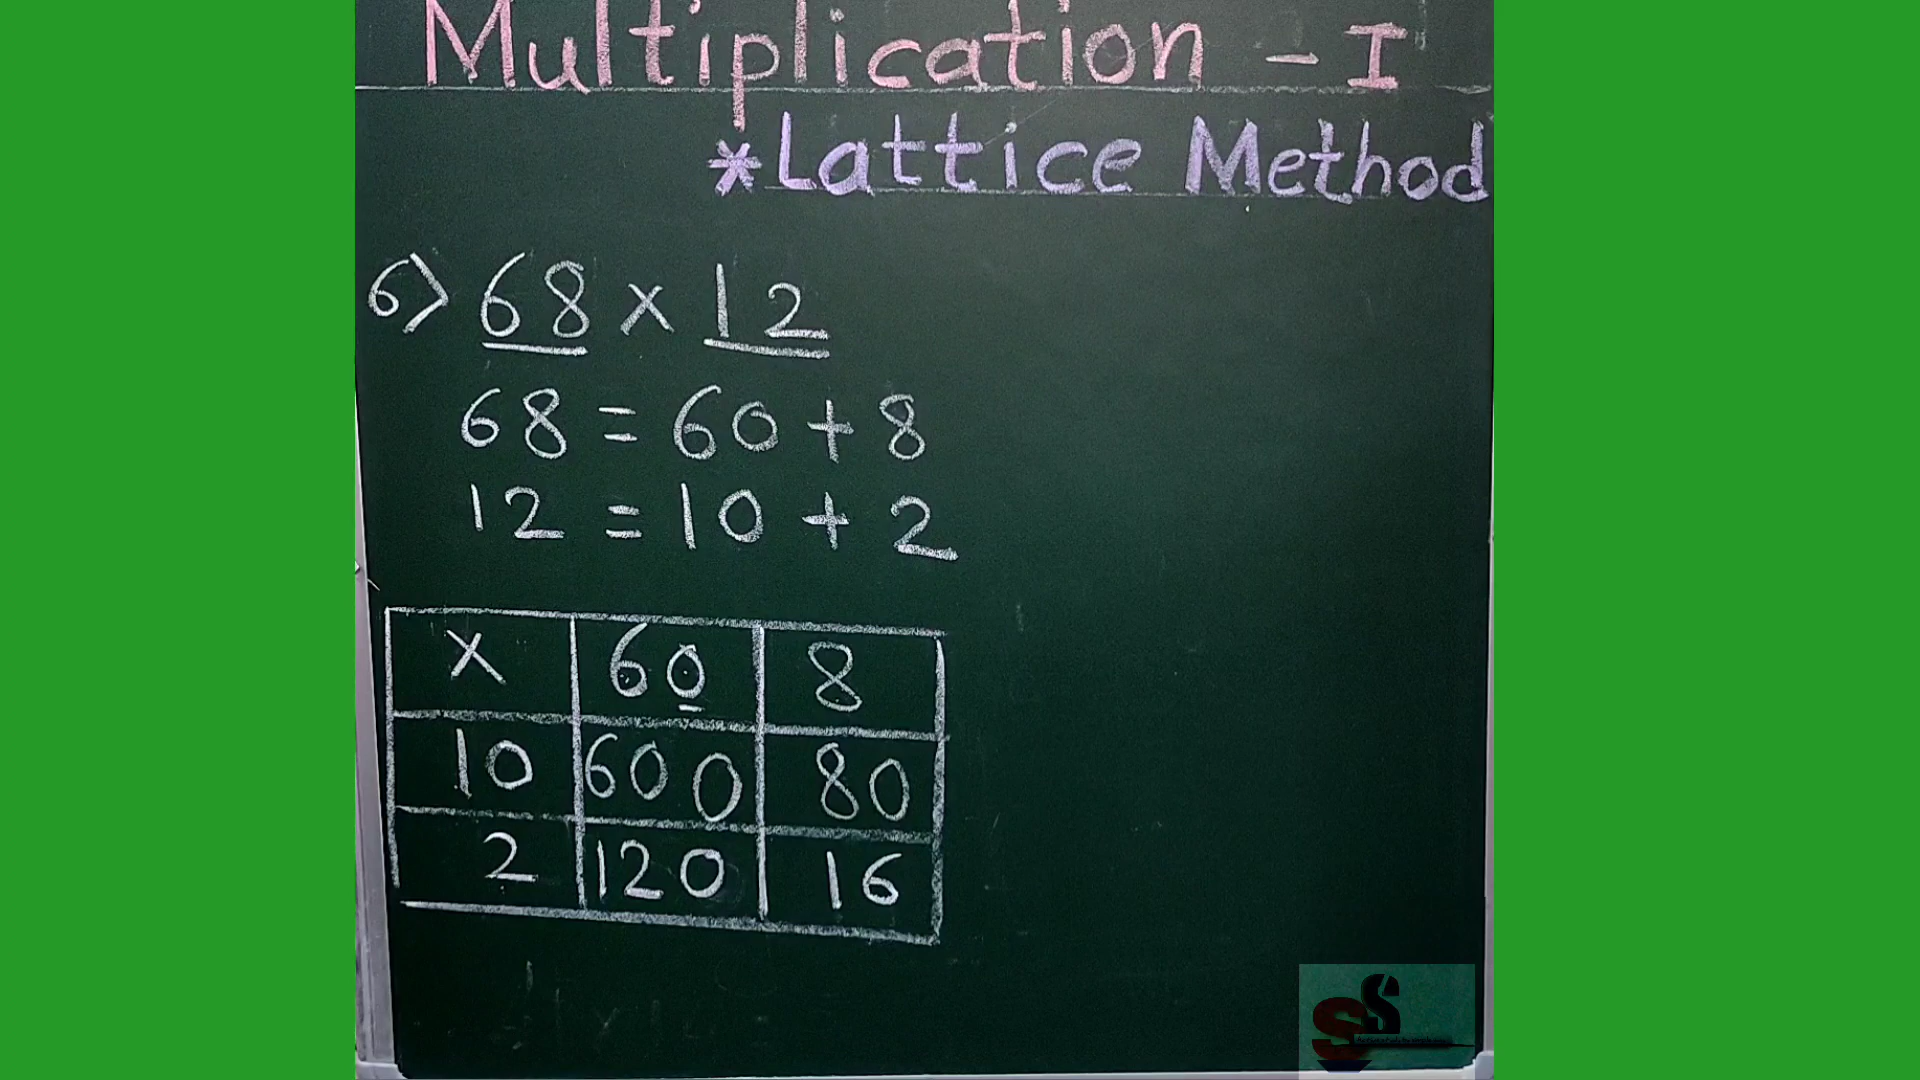 Multiplication - I
*Lattice Method
6) 68 x 12
68 = 60 + 8
12 = 10 + 2
x 60 8
10 600 80
2 120 16
SS